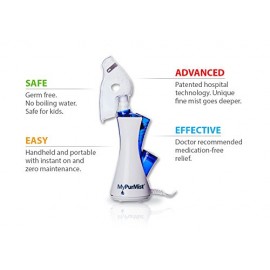 SAFE
Germ free.
No boiling water.
Safe for kids.
ADVANCED
Patented hospital
technology. Unique
fine mist goes deeper.
EASY
Handheld and portable
with instant on and
zero maintenance.
EFFECTIVE
Doctor recommended
medication-free
relief.
MyPurMist